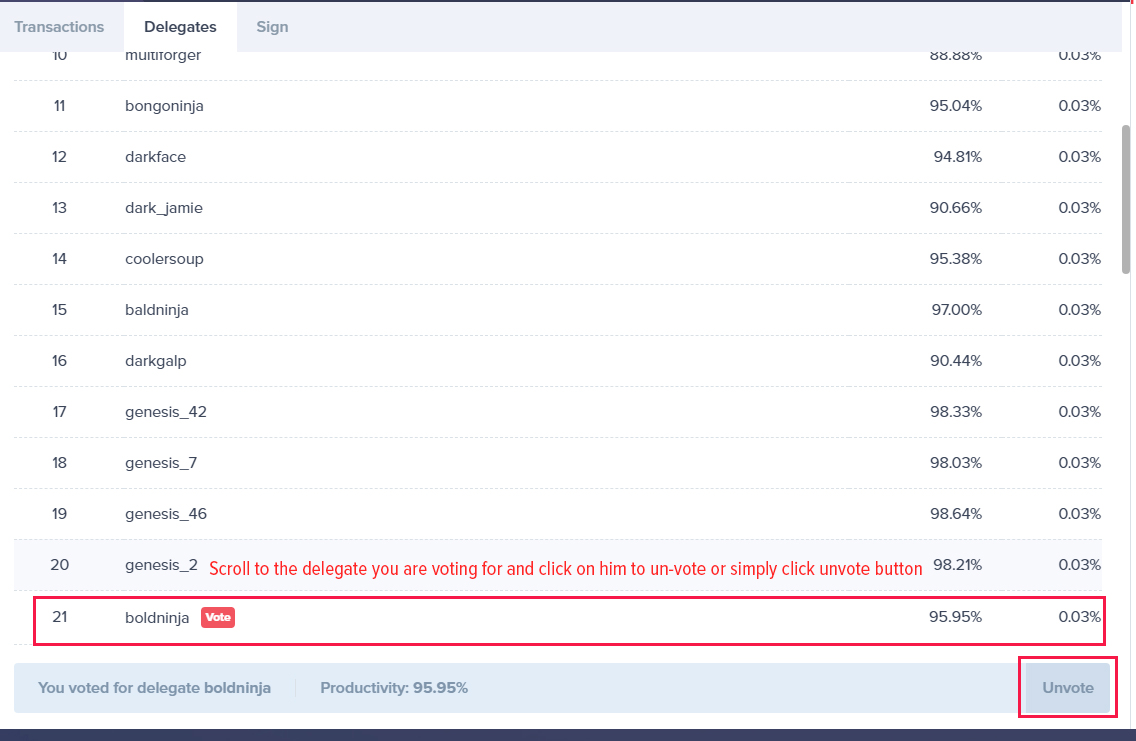 Transactions Delegates Sign
10 multiforger 88.88% 0.03%
11 bongoninja 95.04% 0.03%
12 darkface 94.81% 0.03%
13 dark_jamie 90.66% 0.03%
14 coolersoup 95.38% 0.03%
15 baldninja 97.00% 0.03%
16 darkgalp 90.44% 0.03%
17 genesis_42 98.33% 0.03%
18 genesis_7 98.03% 0.03%
19 genesis_46 98.64% 0.03%
20 genesis_2 Scroll to the delegate you are voting for and click on him to un-vote or simply click unvote button 98.21% 0.03%
21 boldninja Vote 95.95% 0.03%
You voted for delegate boldninja Productivity: 95.95% Unvote